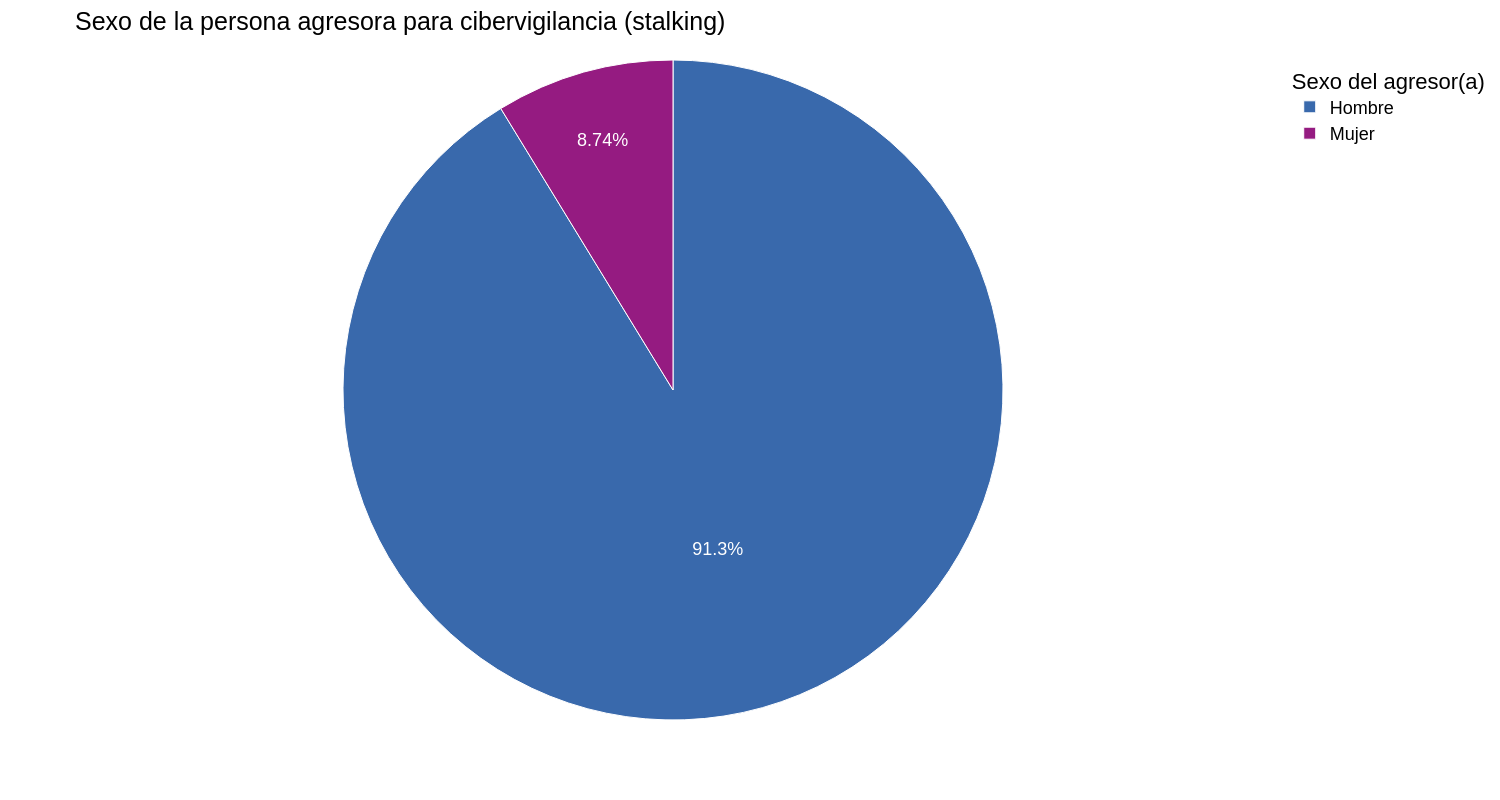 Sexo de la persona agresora para cibervigilancia (stalking)
Sexo del agresor(a)
Hombre
Mujer
8.74%
91.3%